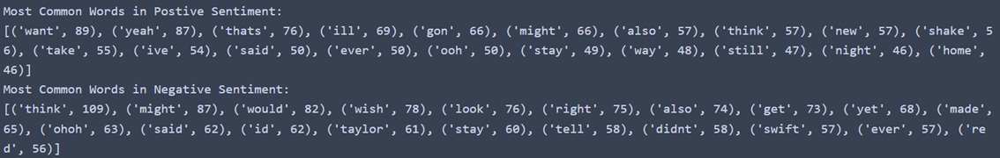 Most Common Words in Postive Sentiment:
[('want', 89), ('yeah', 87), ('thats', 76), ('ill', 69), ('gon', 66), ('might', 66), ('also', 57), ('think', 57), ('new', 57), ('shake', 5
6), ('take', 55), ('ive', 54), ('said', 50), ('ever', 50), ('ooh', 50), ('stay', 49), ('way', 48), ('still', 47), ('night', 46), ('home',
46)]
Most Common Words in Negative Sentiment:
[('think', 109), ('might', 87), ('would', 82), ('wish', 78), ('look', 76), ('right', 75), ('also', 74), ('get', 73), ('yet', 68), ('made',
65), ('ohoh', 63), ('said', 62), ('id', 62), ('taylor', 61), ('stay', 60), ('tell', 58), ('didnt', 58), ('swift', 57), ('ever', 57), ('re
d', 56)]